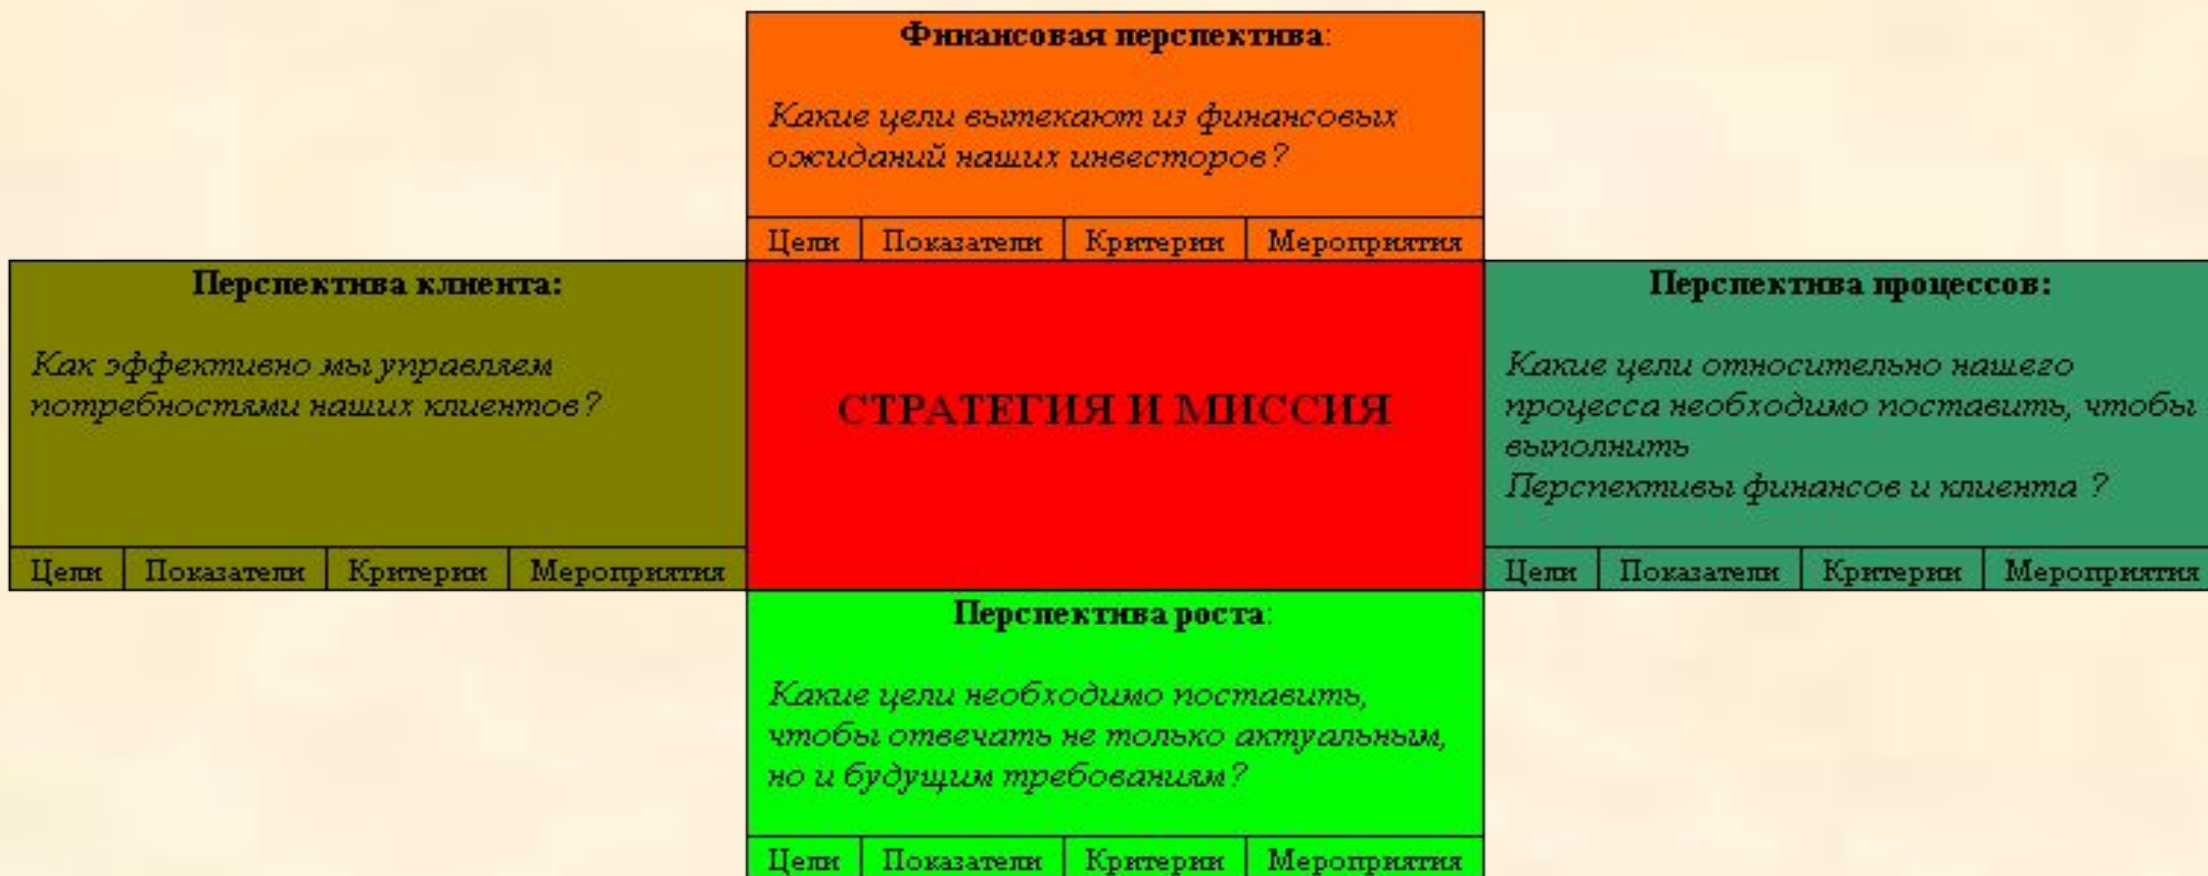 Финансовая перспектива:
Какие цели вытекают из финансовых
ожиданий наших инвесторов?
Цели Показатели Критерии Мероприятия
Перспектива клиента:
Как эффективно мы управляем
потребностями наших клиентов?
Цели Показатели Критерии Мероприятия
СТРАТЕГИЯ И МИССИЯ
Перспектива процессов:
Какие цели относительно нашего
процесса необходимо поставить, чтобы
выполнить
Перспективы финансов и клиента ?
Цели Показатели Критерии Мероприятия
Перспектива роста:
Какие цели необходимо поставить,
чтобы отвечать не только актуальным,
но и будущим требованиям?
Цели Показатели Критерии Мероприятия